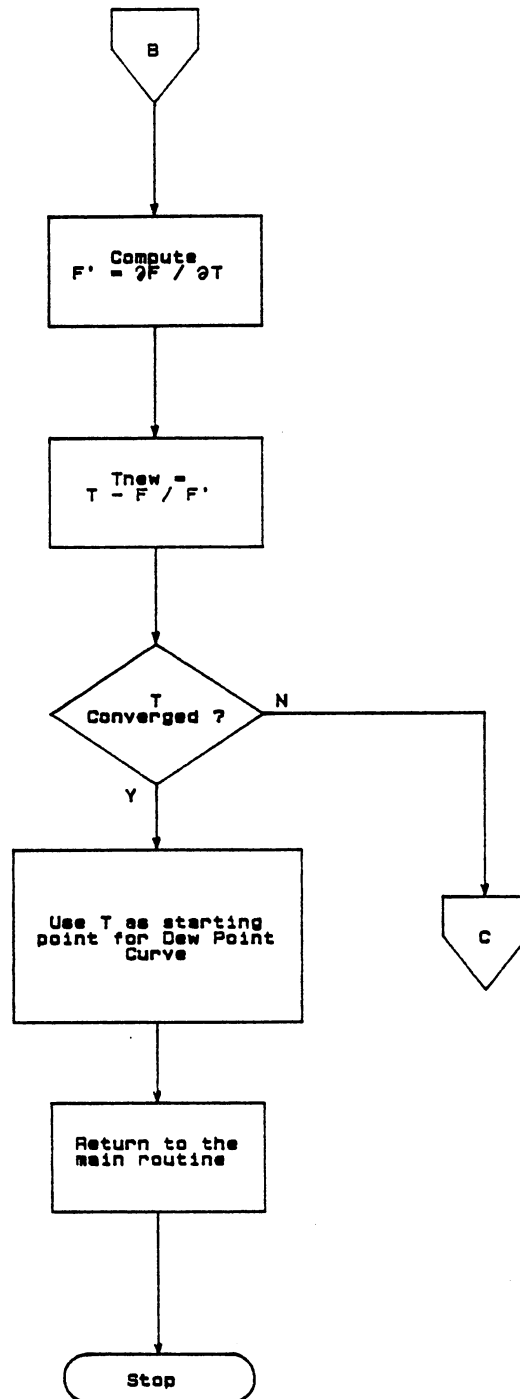 B
Compute
F' = ∂F / ∂T
Tnew =
T - F / F'
T
Converged ?
N
Y
Use T as starting
point for Dew Point
Curve
C
Return to the
main routine
Stop